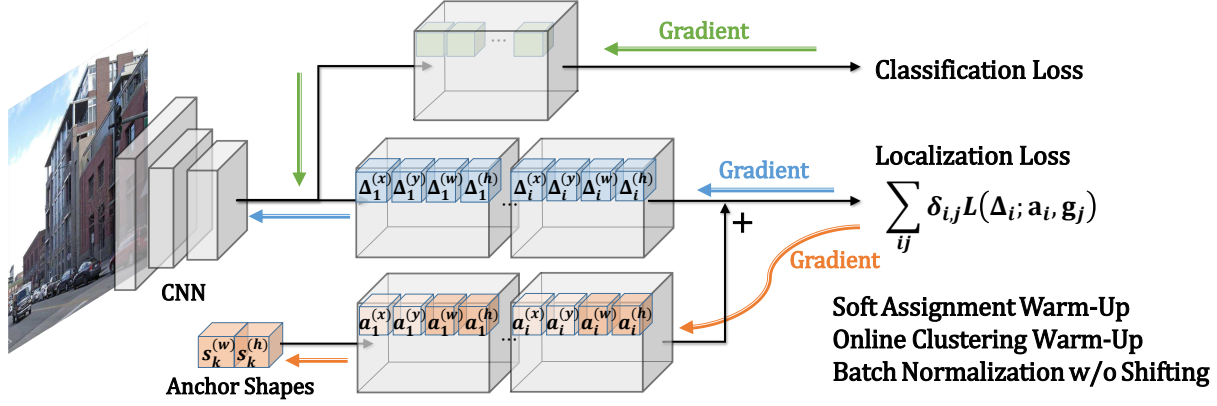 Gradient
Classification Loss
Δ₁⁽ˣ⁾ Δ₁⁽ʸ⁾ Δ₁⁽ʷ⁾ Δ₁⁽ʰ⁾ ... Δᵢ⁽ˣ⁾ Δᵢ⁽ʸ⁾ Δᵢ⁽ʷ⁾ Δᵢ⁽ʰ⁾
Gradient
Localization Loss
∑ᵢⱼ δᵢ,ⱼL(Δᵢ; aᵢ, gⱼ)
+
CNN
Gradient
a₁⁽ˣ⁾ a₁⁽ʸ⁾ a₁⁽ʷ⁾ a₁⁽ʰ⁾ ... aᵢ⁽ˣ⁾ aᵢ⁽ʸ⁾ aᵢ⁽ʷ⁾ aᵢ⁽ʰ⁾
sₖ⁽ʷ⁾ sₖ⁽ʰ⁾
Anchor Shapes
Soft Assignment Warm-Up
Online Clustering Warm-Up
Batch Normalization w/o Shifting